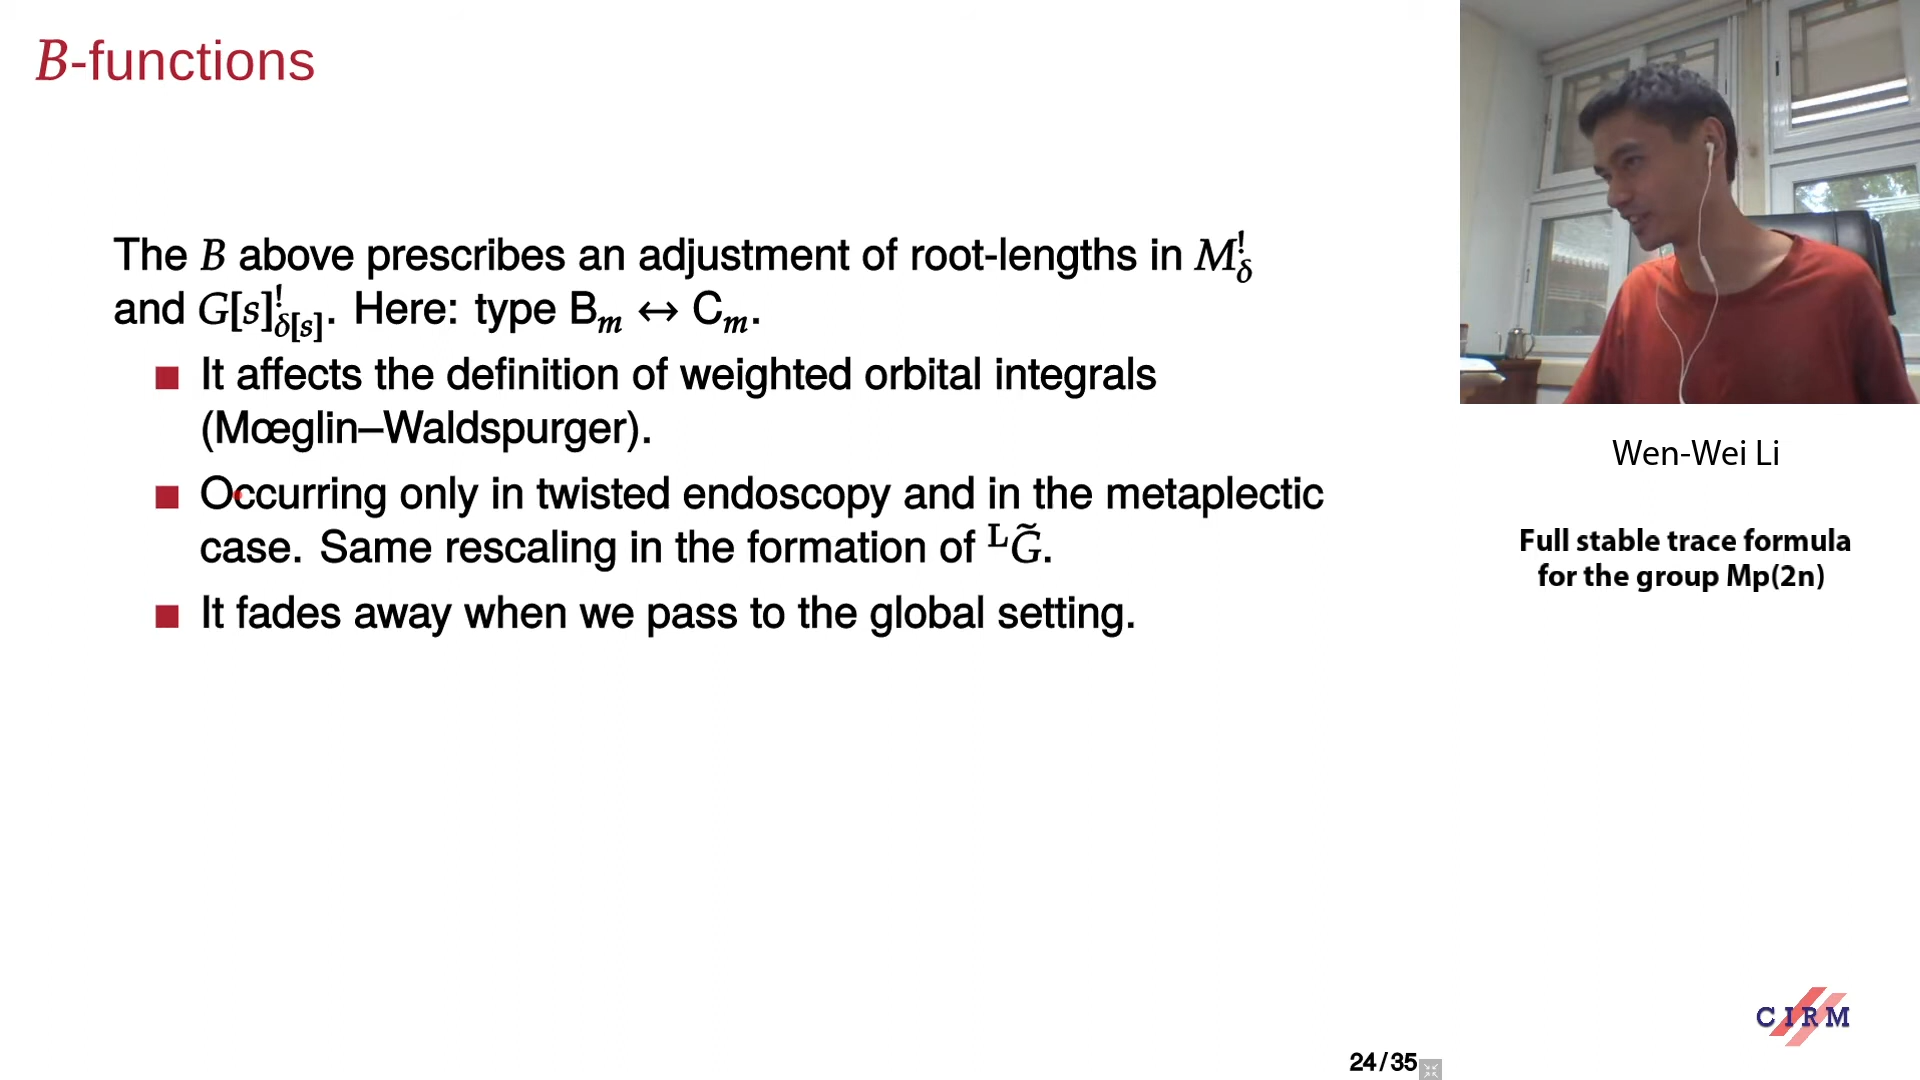 B-functions
The B above prescribes an adjustment of root-lengths in M^!_δ
and G[s]^!_{δ[s]}. Here: type B_m ↔ C_m.
■ It affects the definition of weighted orbital integrals
(Mœglin–Waldspurger).
■ Occurring only in twisted endoscopy and in the metaplectic
case. Same rescaling in the formation of ^L G̃.
■ It fades away when we pass to the global setting.
24/35
Wen-Wei Li
Full stable trace formula
for the group Mp(2n)
CIRM